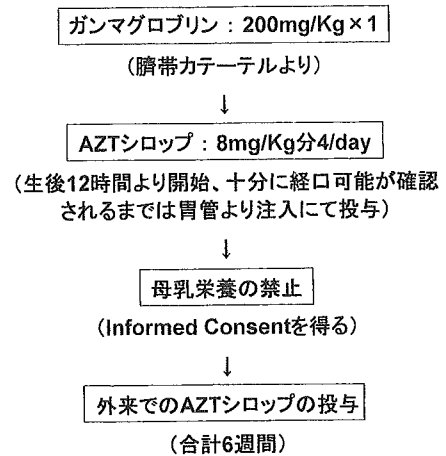 ガンマグロブリン：200mg/Kg×1
(臍帯カテーテルより)
↓
AZTシロップ：8mg/Kg分4/day
(生後12時間より開始、十分に経口可能が確認
されるまでは胃管より注入にて投与)
↓
母乳栄養の禁止
(Informed Consentを得る)
↓
外来でのAZTシロップの投与
(合計6週間)